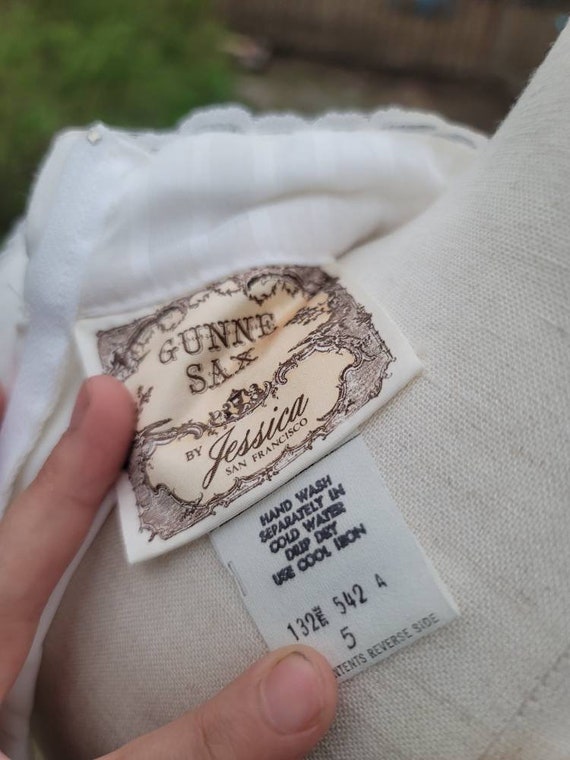 GUNNE
SAX
BY Jessica
SAN FRANCISCO
HAND WASH
SEPARATELY IN
COLD WATER
DRIP DRY
USE COOL IRON
132 542 A
5
REVERSE SIDE